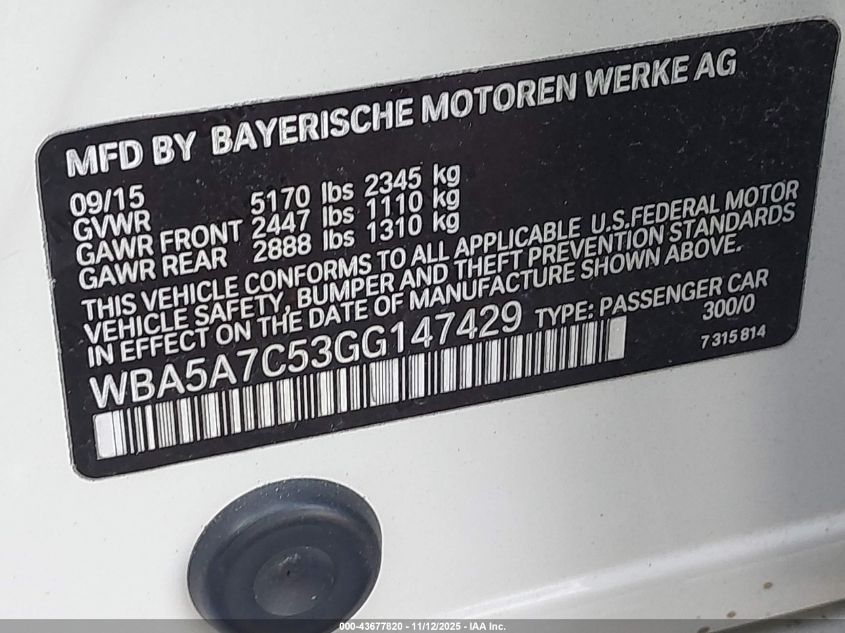 MFD BY BAYERISCHE MOTOREN WERKE AG
09/15
GVWR 5170 lbs 2345 kg
GAWR FRONT 2447 lbs 1110 kg
GAWR REAR 2888 lbs 1310 kg
THIS VEHICLE CONFORMS TO ALL APPLICABLE U.S.FEDERAL MOTOR
VEHICLE SAFETY, BUMPER AND THEFT PREVENTION STANDARDS
IN EFFECT ON THE DATE OF MANUFACTURE SHOWN ABOVE.
WBA5A7C53GG147429 TYPE: PASSENGER CAR
300/0
7 315 814
000-43677820 - 11/12/2025 - IAA Inc.